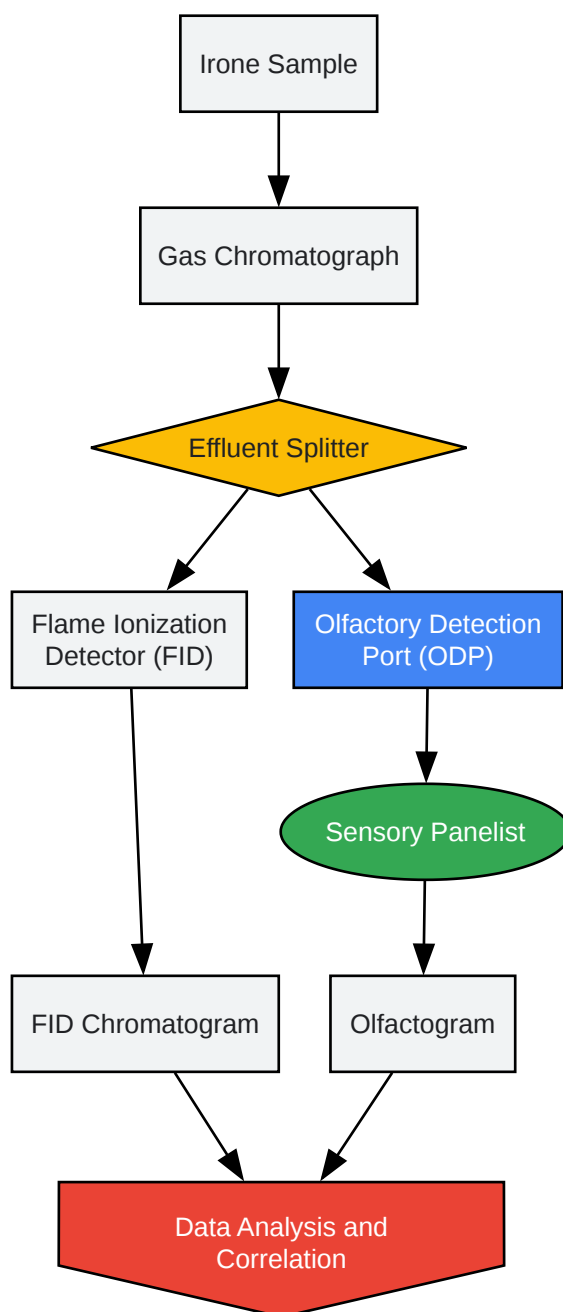 Irone Sample
Gas Chromatograph
Effluent Splitter
Flame Ionization
Detector (FID)
Olfactory Detection
Port (ODP)
Sensory Panelist
FID Chromatogram
Olfactogram
Data Analysis and
Correlation